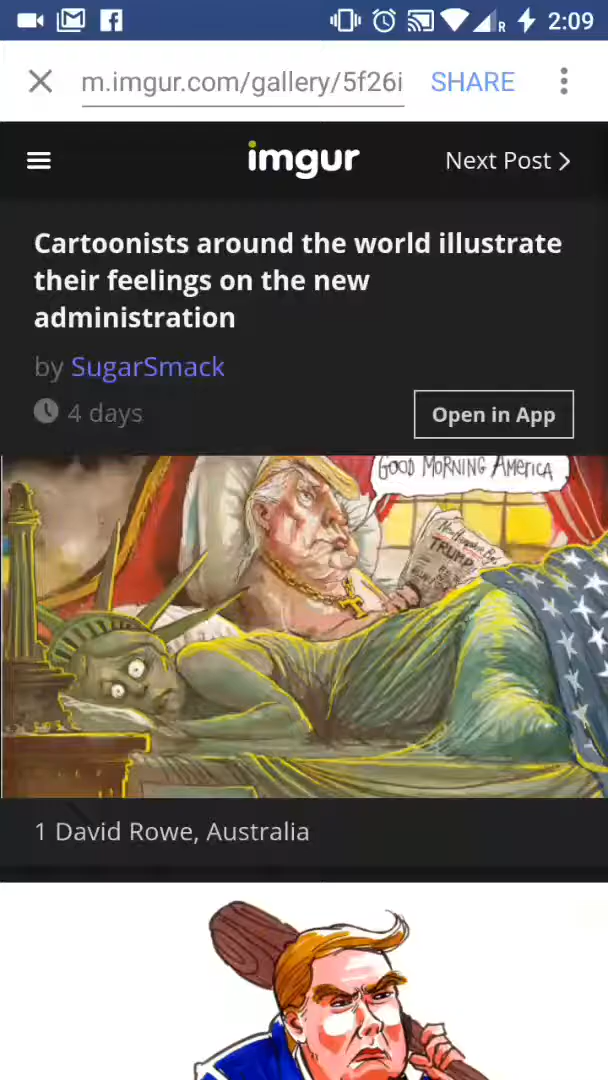 2:09
m.imgur.com/gallery/5f26i
SHARE
imgur
Next Post
Cartoonists around the world illustrate
their feelings on the new
administration
by SugarSmack
4 days
Open in App
GOOD MORNING AMERICA
TRUMP
1 David Rowe, Australia